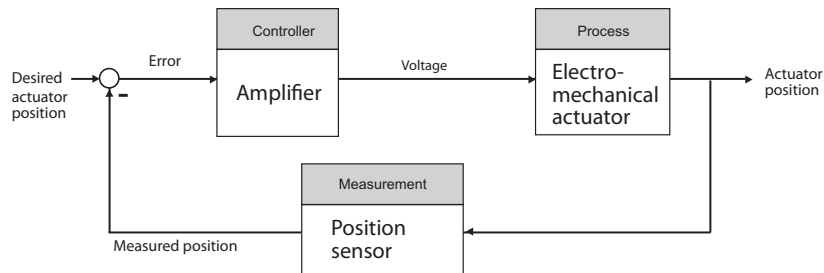 Controller
Process
Desired
actuator
position
Error
Amplifier
Voltage
Electro-
mechanical
actuator
Actuator
position
-
Measurement
Position
sensor
Measured position